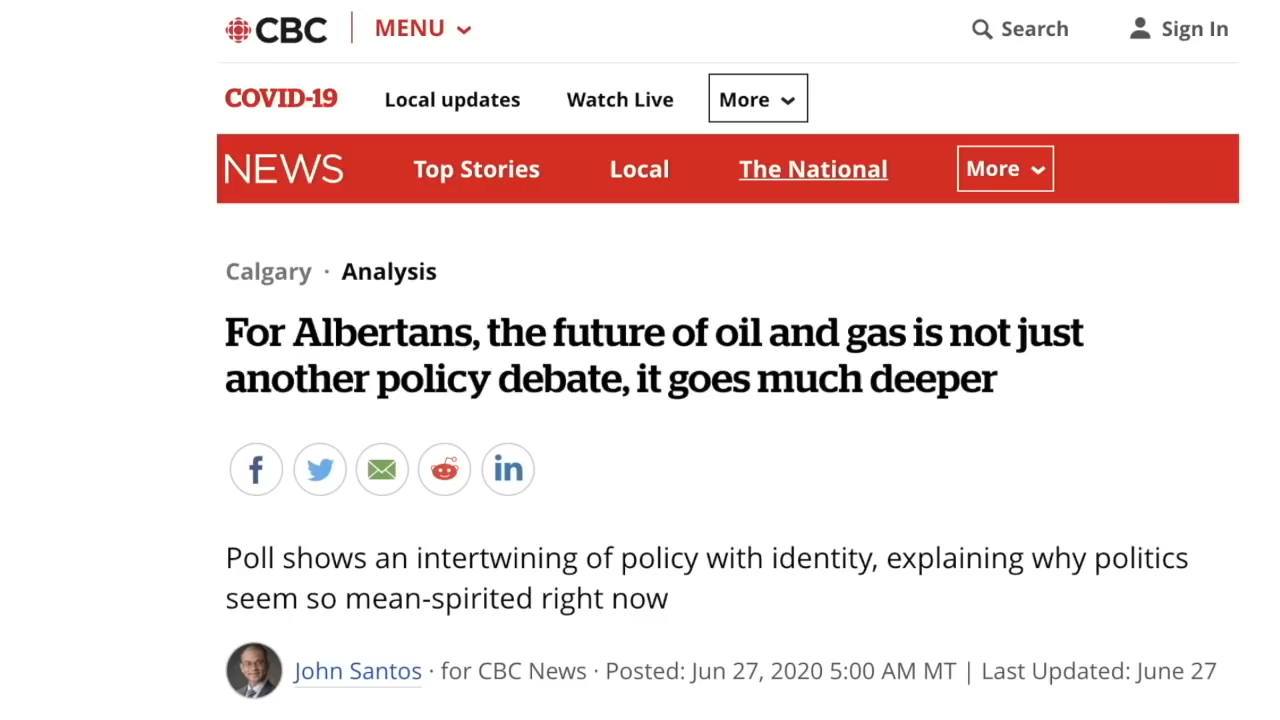 CBC MENU Search Sign In
COVID-19 Local updates Watch Live More
NEWS Top Stories Local The National More
Calgary · Analysis
For Albertans, the future of oil and gas is not just
another policy debate, it goes much deeper
Poll shows an intertwining of policy with identity, explaining why politics
seem so mean-spirited right now
John Santos · for CBC News · Posted: Jun 27, 2020 5:00 AM MT | Last Updated: June 27